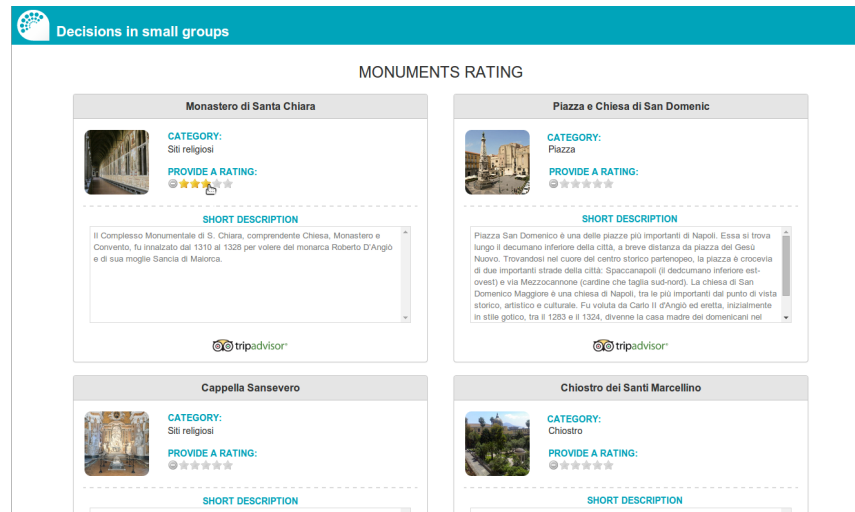 Decisions in small groups
MONUMENTS RATING
Monastero di Santa Chiara
CATEGORY:
Siti religiosi
PROVIDE A RATING:
SHORT DESCRIPTION
Il Complesso Monumentale di S. Chiara, comprendente Chiesa, Monastero e
Convento, fu innalzato dal 1310 al 1328 per volere del monarca Roberto D'Angiò
e di sua moglie Sancia di Maiorca.
tripadvisor
Piazza e Chiesa di San Domenic
CATEGORY:
Piazza
PROVIDE A RATING:
SHORT DESCRIPTION
Piazza San Domenico è una delle piazze più importanti di Napoli. Essa si trova
lungo il decumano inferiore della città, a breve distanza da piazza del Gesù
Nuovo. Trovandosi nel cuore del centro storico partenopeo, la piazza è crocevia
di due importanti strade della città: Spaccanapoli (il dedcumano inferiore est-
ovest) e via Mezzocannone (cardine che taglia sud-nord). La chiesa di San
Domenico Maggiore è una chiesa di Napoli, tra le più importanti dal punto di vista
storico, artistico e culturale. Fu voluta da Carlo II d'Angiò ed eretta, inizialmente
in stile gotico, tra il 1283 e il 1324, divenne la casa madre dei domenicani nel
tripadvisor
Cappella Sansevero
CATEGORY:
Siti religiosi
PROVIDE A RATING:
SHORT DESCRIPTION
Chiostro dei Santi Marcellino
CATEGORY:
Chiostro
PROVIDE A RATING:
SHORT DESCRIPTION